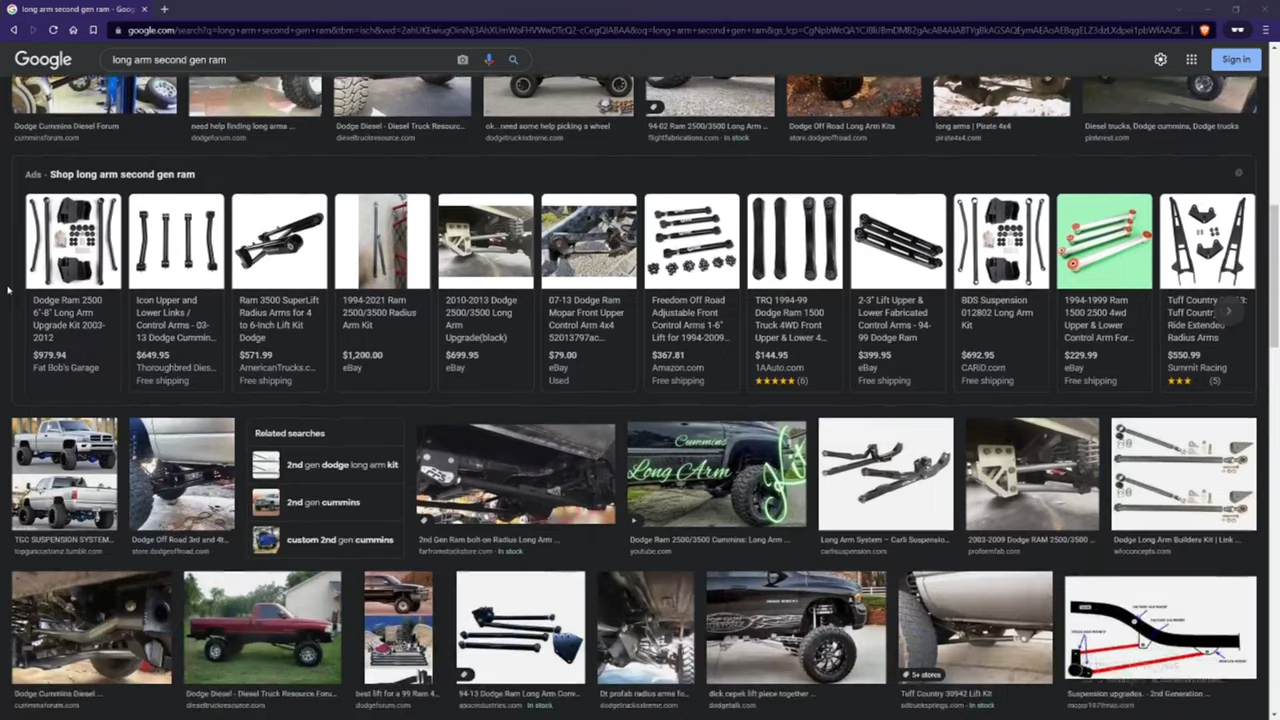 long arm second gen ram - Goo
Google
long arm second gen ram
Sign in
Dodge Cummins Diesel Forum
cumminsforum.com
need help finding long arms ...
dodgeforum.com
Dodge Diesel - Diesel Truck Resourc...
dieseltruckresource.com
ok...need some help picking a wheel
dodgetrucksxtreme.com
94-02 Ram 2500/3500 Long Arm ...
flightfabrications.com · In stock
Dodge Off Road Long Arm Kits
store.dodgeoffroad.com
long arms | Pirate 4x4
pirate4x4.com
Diesel trucks, Dodge cummins, Dodge trucks
pinterest.com
Ads · Shop long arm second gen ram
Dodge Ram 2500
6"-8" Long Arm
Upgrade Kit 2003-
2012
$979.94
Fat Bob's Garage
Icon Upper and
Lower Links /
Control Arms - 03-
13 Dodge Cummin...
$649.95
Thoroughbred Dies...
Free shipping
Ram 3500 SuperLift
Radius Arms for 4
to 6-Inch Lift Kit
Dodge
$571.99
AmericanTrucks.c...
Free shipping
1994-2021 Ram
2500/3500 Radius
Arm Kit
$1,200.00
eBay
2010-2013 Dodge
2500/3500 Long
Arm
Upgrade(black)
$699.95
eBay
07-13 Dodge Ram
Mopar Front Upper
Control Arm 4x4
52013797ac...
$79.00
eBay
Used
Freedom Off Road
Adjustable Front
Control Arms 1-6"
Lift for 1994-2009...
$367.81
Amazon.com
Free shipping
TRQ 1994-99
Dodge Ram 1500
Truck 4WD Front
Upper & Lower 4...
$144.95
1AAuto.com
★★★★★ (6)
2-3" Lift Upper &
Lower Fabricated
Control Arms - 94-
99 Dodge Ram
$399.95
eBay
Free shipping
BDS Suspension
012802 Long Arm
Kit
$692.95
CARiD.com
Free shipping
1994-1999 Ram
1500 2500 4wd
Upper & Lower
Control Arm For...
$229.99
eBay
Free shipping
Tuff Country
Tuff Country
Ride Extended
Radius Arms
$550.99
Summit Racing
★★★ (5)
TGC SUSPENSION SYSTEM...
topguncustomz.tumblr.com
Dodge Off Road 3rd and 4t...
store.dodgeoffroad.com
Related searches
2nd gen dodge long arm kit
2nd gen cummins
custom 2nd gen cummins
2nd Gen Ram bolt-on Radius Long Arm ...
farfromstockstore.com · In stock
Cummins
Long Arm
Kit
Dodge Ram 2500/3500 Cummins: Long Arm ...
youtube.com
Long Arm System – Carli Suspension...
carlisuspension.com
2003-2009 Dodge RAM 2500/3500 ...
proformfab.com
Dodge Long Arm Builders Kit | Link ...
wfoconcepts.com
Dodge Cummins Diesel ...
cumminsforum.com
Dodge Diesel - Diesel Truck Resource Foru...
dieseltruckresource.com
best lift for a 99 Ram 4...
dodgeforum.com
94-13 Dodge Ram Long Arm Conv...
apoxindustries.com · In stock
Dt profab radius arms fo...
dodgetrucksxtreme.com
dick cepek lift piece together ...
dodgetalk.com
5+ stores
Tuff Country 30942 Lift Kit
sdtrucksprings.com · In stock
Suspension upgrades. - 2nd Generation ...
mopar1973man.com